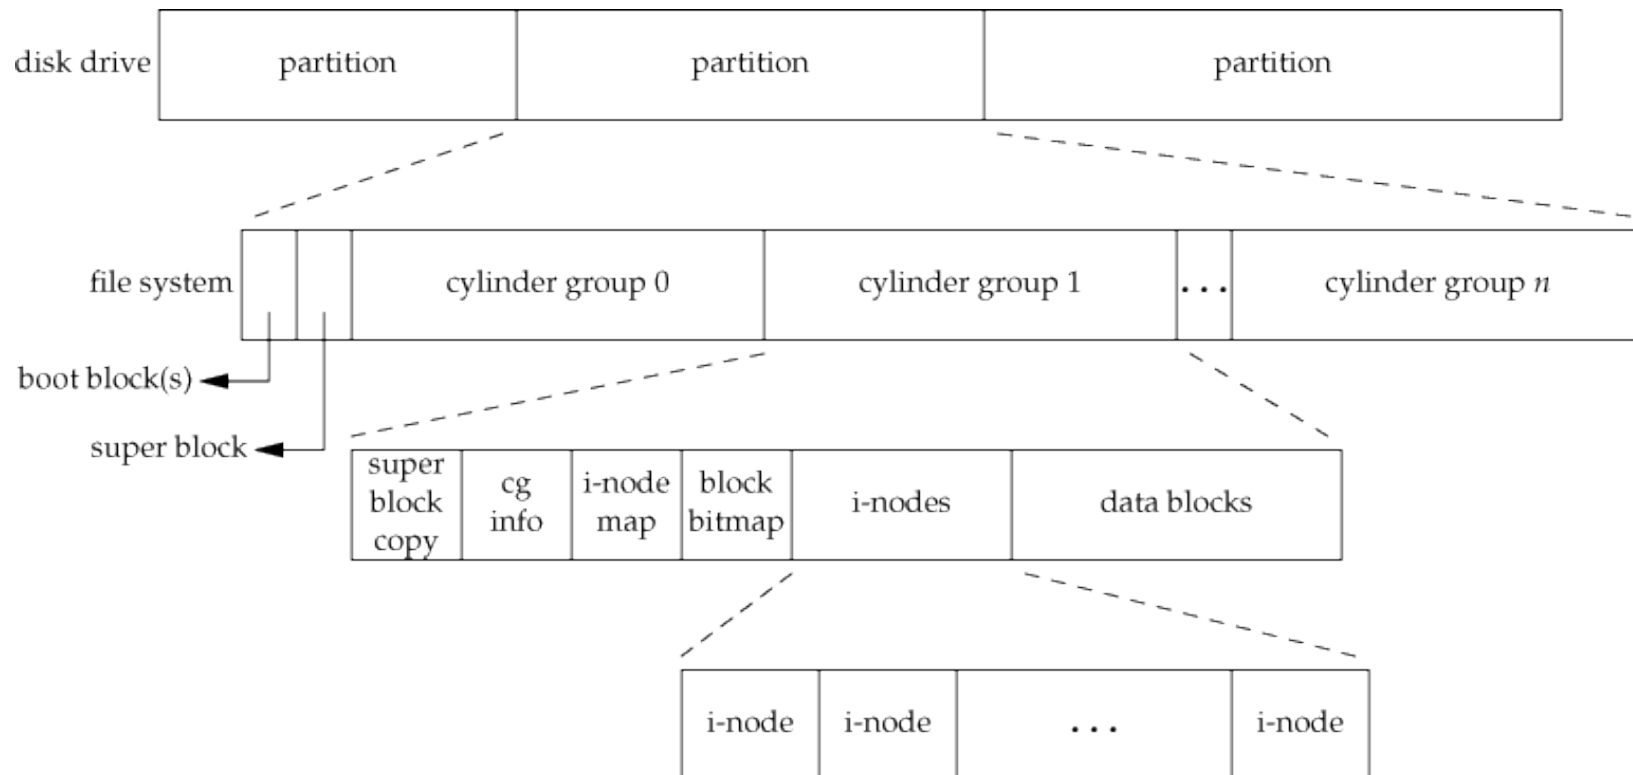 disk drive partition partition partition
file system cylinder group 0 cylinder group 1 ... cylinder group n
boot block(s)
super block
super
block
copy
cg
info
i-node
map
block
bitmap
i-nodes
data blocks
i-node i-node ... i-node